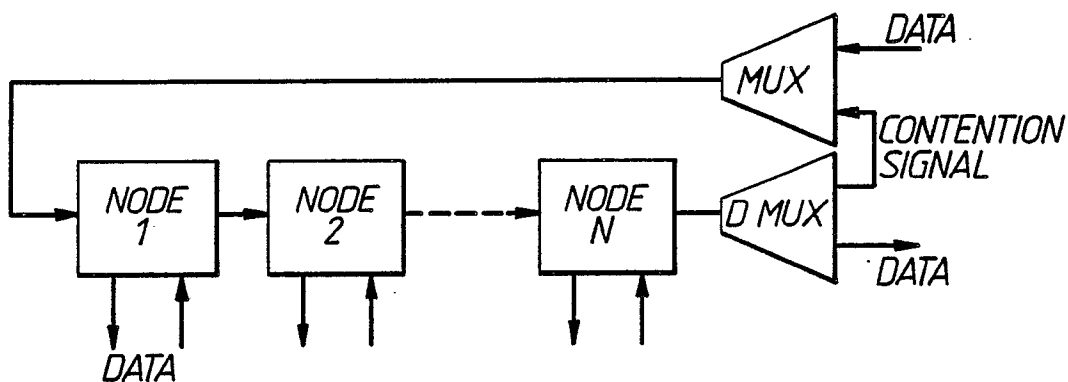 DATA
MUX
CONTENTION
SIGNAL
NODE
1
NODE
2
NODE
N
D MUX
DATA
DATA